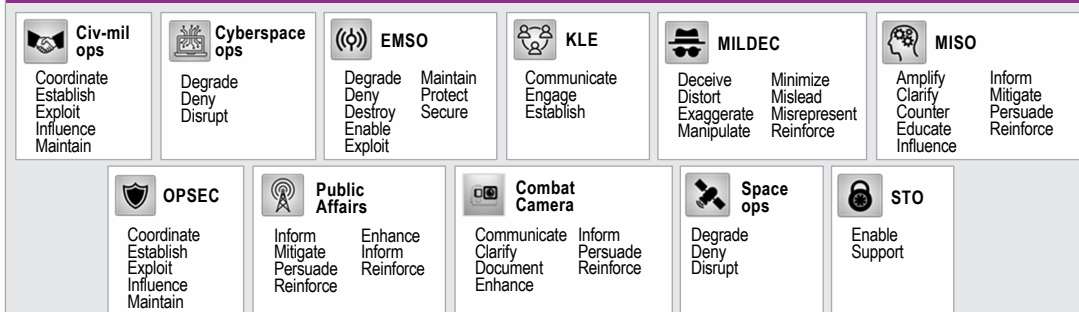 Civ-mil
ops
Coordinate
Establish
Exploit
Influence
Maintain
Cyberspace
ops
Degrade
Deny
Disrupt
EMSO
Degrade
Deny
Destroy
Enable
Exploit
Maintain
Protect
Secure
KLE
Communicate
Engage
Establish
MILDEC
Deceive
Distort
Exaggerate
Manipulate
Minimize
Mislead
Misrepresent
Reinforce
MISO
Amplify
Clarify
Counter
Educate
Influence
Inform
Mitigate
Persuade
Reinforce
OPSEC
Coordinate
Establish
Exploit
Influence
Maintain
Public
Affairs
Inform
Mitigate
Persuade
Reinforce
Enhance
Inform
Reinforce
Combat
Camera
Communicate
Clarify
Document
Enhance
Inform
Persuade
Reinforce
Space
ops
Degrade
Deny
Disrupt
STO
Enable
Support